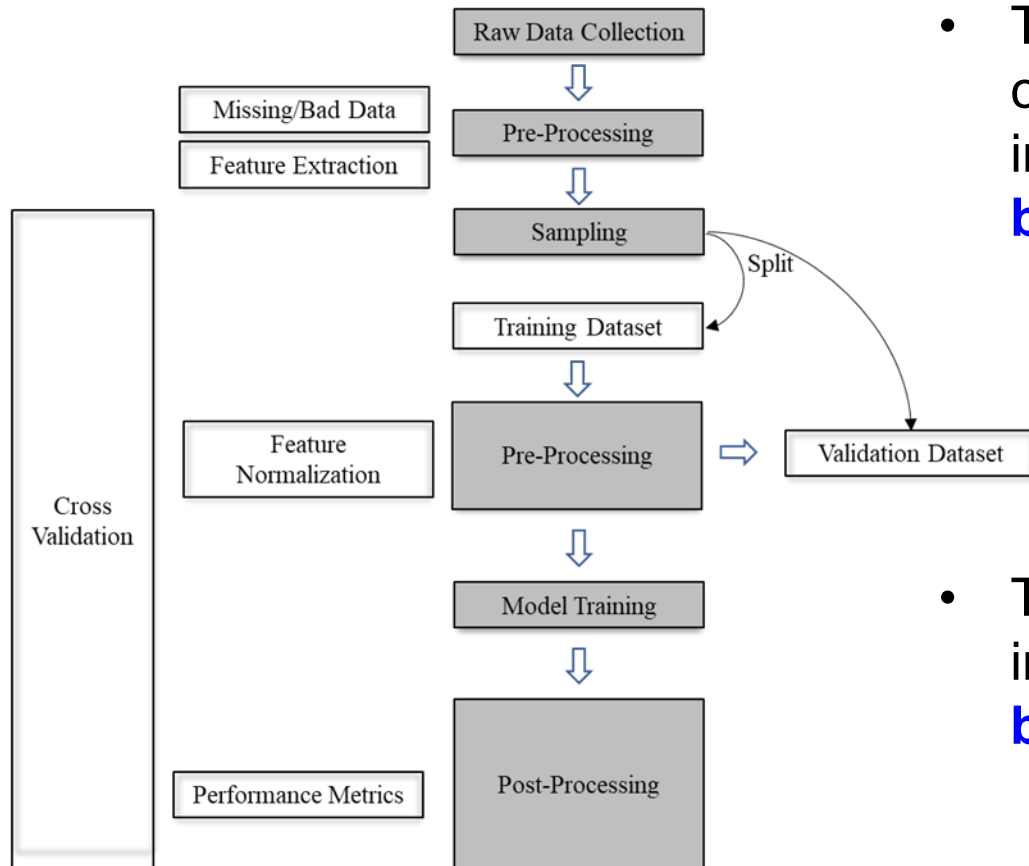 Raw Data Collection
Missing/Bad Data
Pre-Processing
Feature Extraction
Sampling
Split
Training Dataset
Feature
Normalization
Pre-Processing
Validation Dataset
Cross
Validation
Model Training
Performance Metrics
Post-Processing
•
•